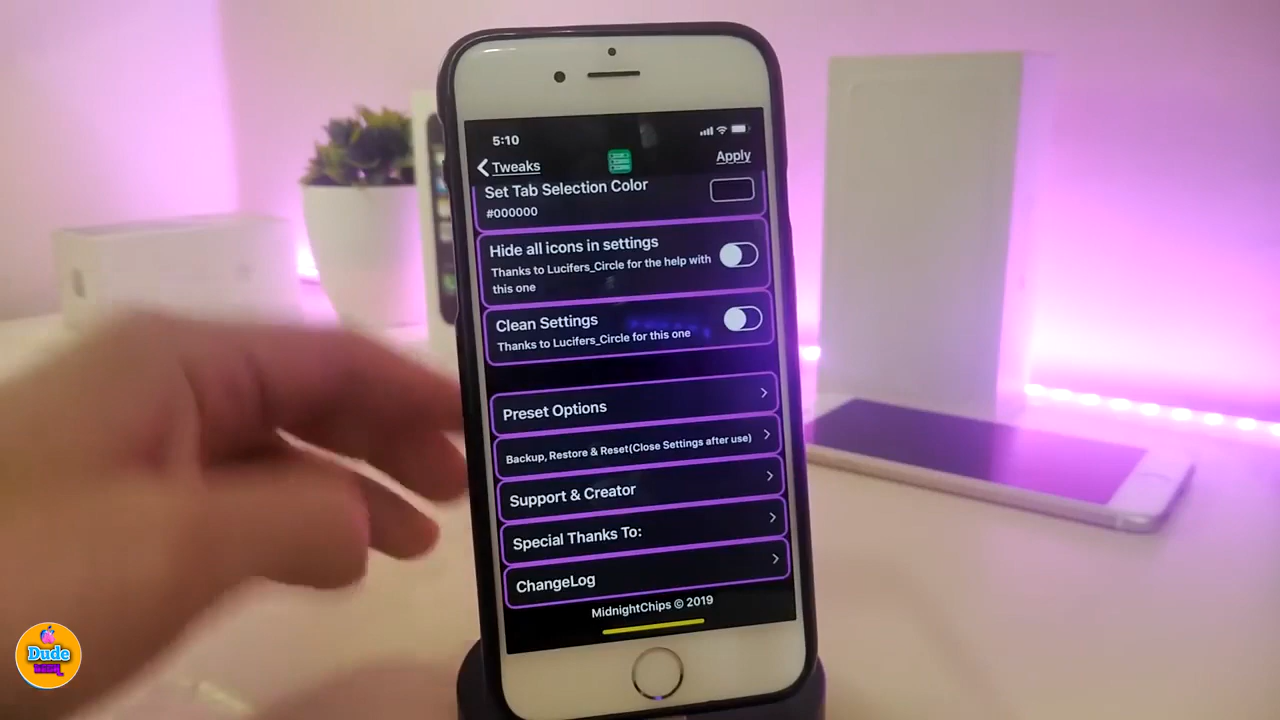 5:10
Tweaks
Apply
Set Tab Selection Color
#000000
Hide all icons in settings
Thanks to Lucifers_Circle for the help with
this one
Clean Settings
Thanks to Lucifers_Circle for this one
Preset Options
Backup, Restore & Reset(Close Settings after use)
Support & Creator
Special Thanks To:
ChangeLog
MidnightChips © 2019
Dude